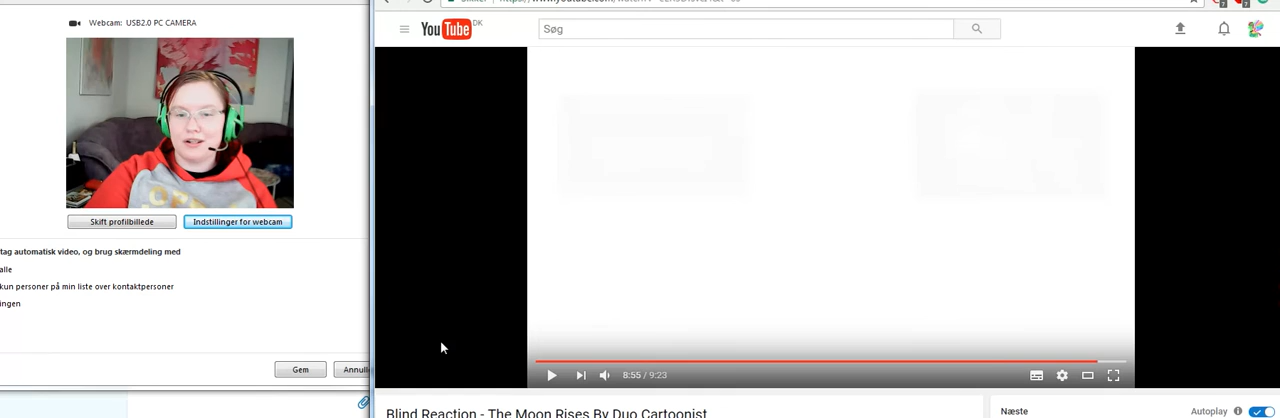 Webcam: USB2.0 PC CAMERA
Skift profilbillede
Indstillinger for webcam
tag automatisk video, og brug skærmdeling med
alle
kun personer på min liste over kontaktpersoner
ingen
Gem
Annulle
YouTube DK
Søg
8:55 / 9:23
Blind Reaction - The Moon Rises By Duo Cartoonist
Næste
Autoplay